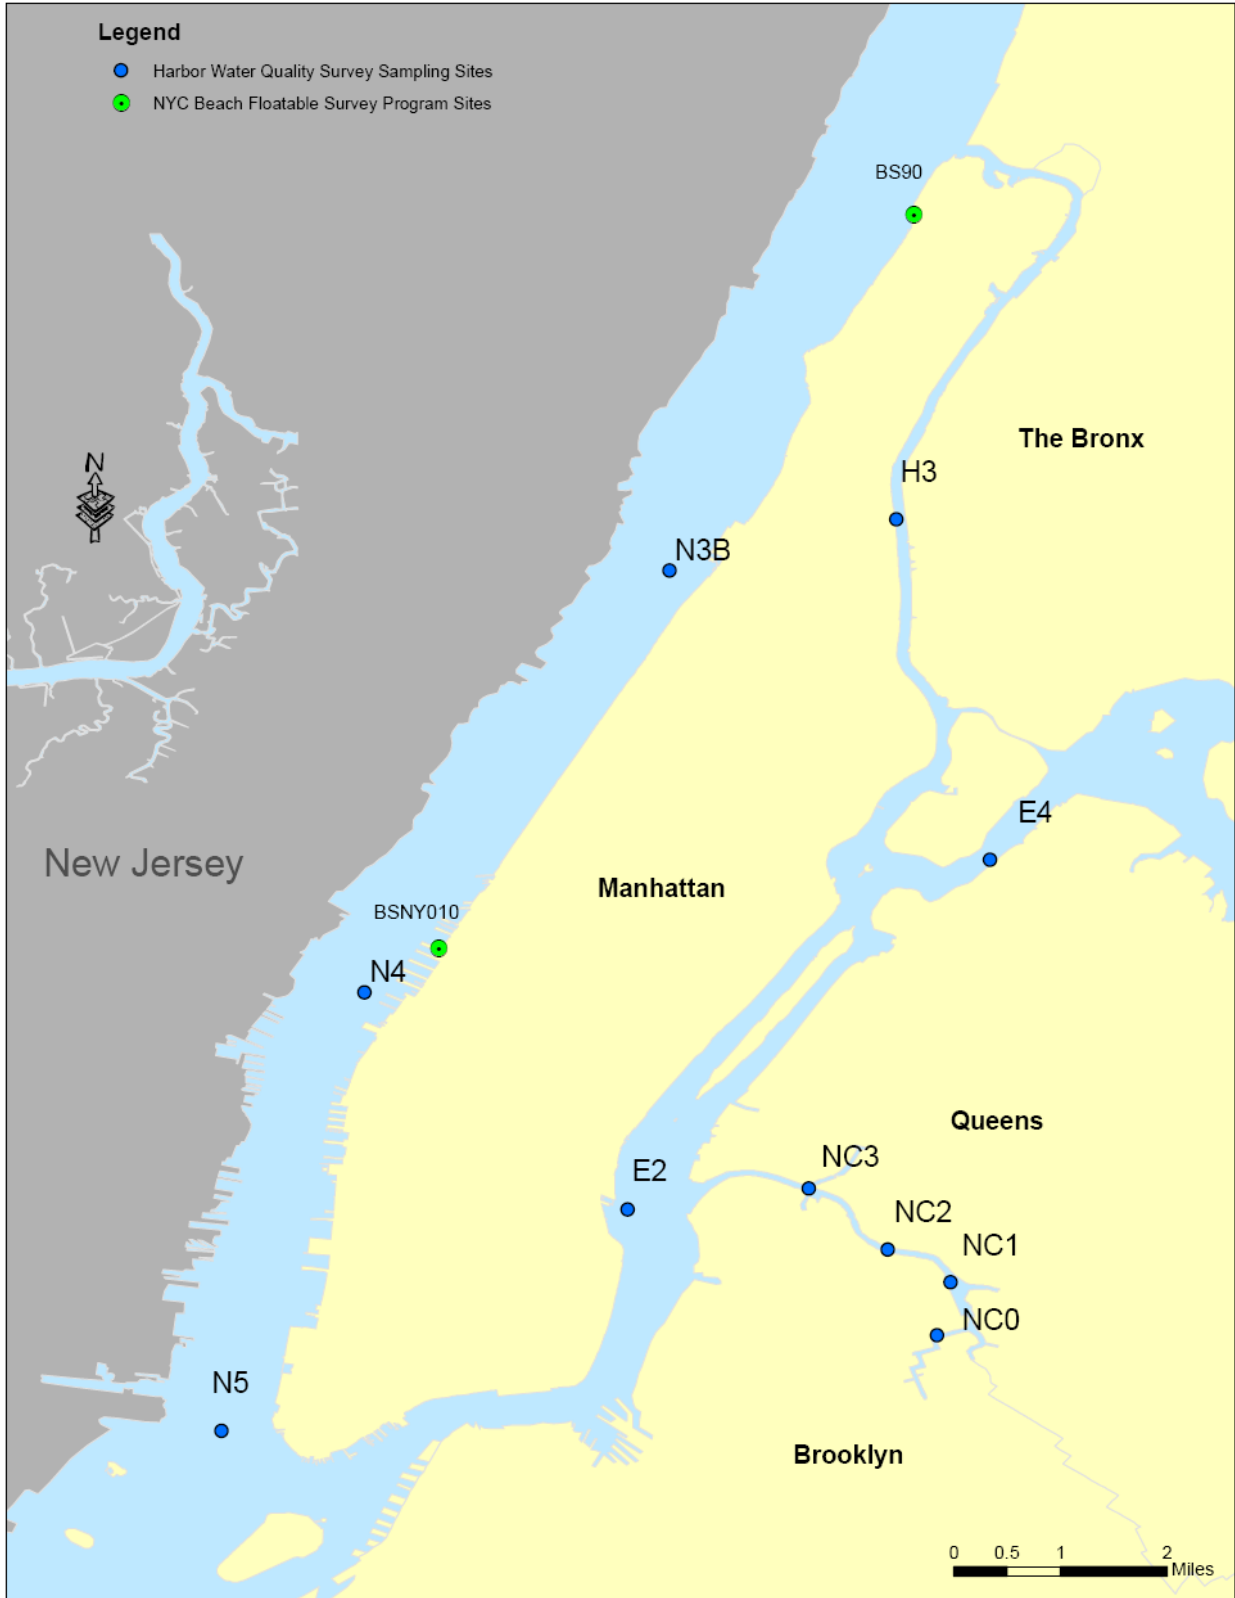 Legend
Harbor Water Quality Survey Sampling Sites
NYC Beach Floatable Survey Program Sites
BS90
The Bronx
N
H3
N3B
E4
New Jersey
Manhattan
BSNY010
N4
Queens
NC3
E2
NC2
NC1
NC0
N5
Brooklyn
0 0.5 1 2
Miles